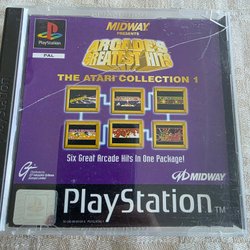 PlayStation
PAL
MIDWAY
PRESENTS
ARCADE'S
GREATEST HITS
THE ATARI COLLECTION 1
Six Great Arcade Hits In One Package!
MIDWAY
PlayStation
TM